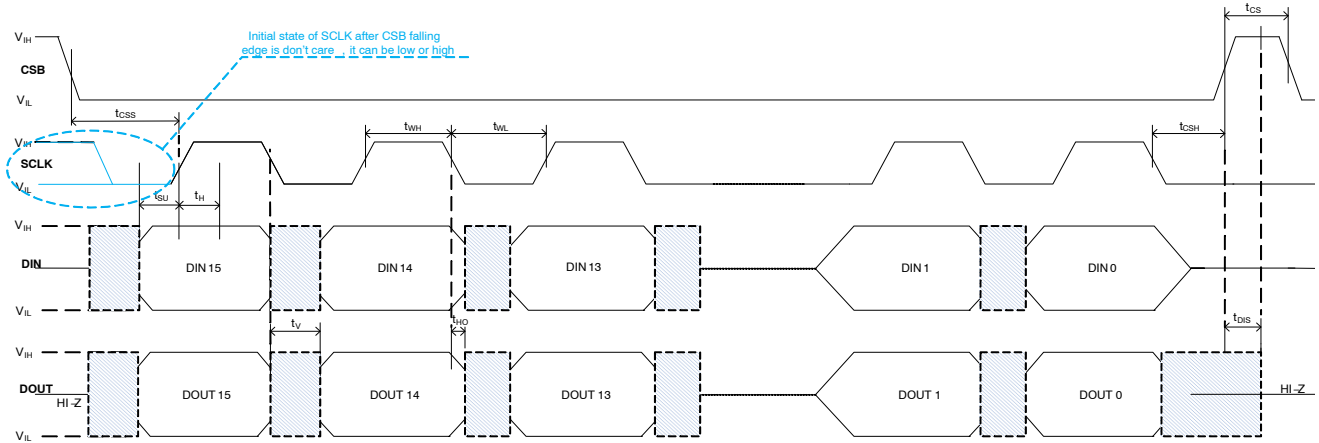 tCS
Initial state of SCLK after CSB falling
edge is don't care , it can be low or high
VIH
CSB
VIL
tCSS
tWH
tWL
tCSH
VIH
SCLK
VIL
tSU
tH
VIH
DIN 15
DIN 14
DIN 13
DIN 1
DIN 0
DIN
VIL
tV
tHO
tDIS
VIH
DOUT
HI-Z
DOUT 15
DOUT 14
DOUT 13
DOUT 1
DOUT 0
HI-Z
VIL